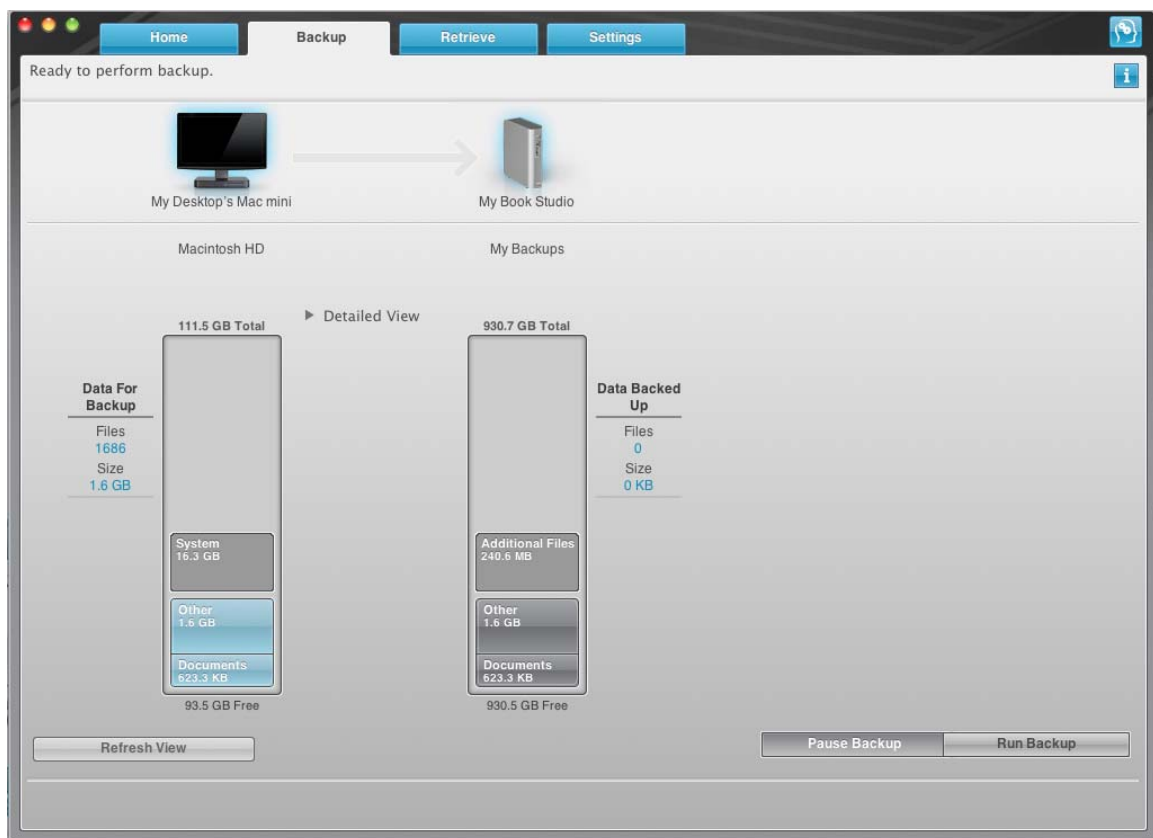 Home
Backup
Retrieve
Settings
Ready to perform backup.
i
My Desktop's Mac mini
My Book Studio
Macintosh HD
My Backups
Detailed View
111.5 GB Total
930.7 GB Total
Data For
Backup
Files
1686
Size
1.6 GB
Data Backed
Up
Files
0
Size
0 KB
System
16.3 GB
Additional Files
240.6 MB
Other
1.6 GB
Other
1.6 GB
Documents
623.3 KB
Documents
623.3 KB
93.5 GB Free
930.5 GB Free
Refresh View
Pause Backup
Run Backup